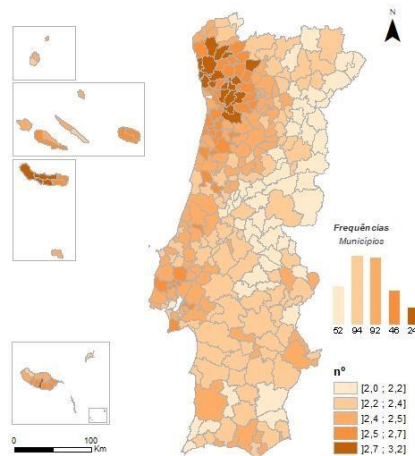 N
Frequências
Municípios
52 94 92 46 24
nº
[2,0 ; 2,2]
]2,2 ; 2,4]
]2,4 ; 2,5]
]2,5 ; 2,7]
]2,7 ; 3,2]
0 100
Km